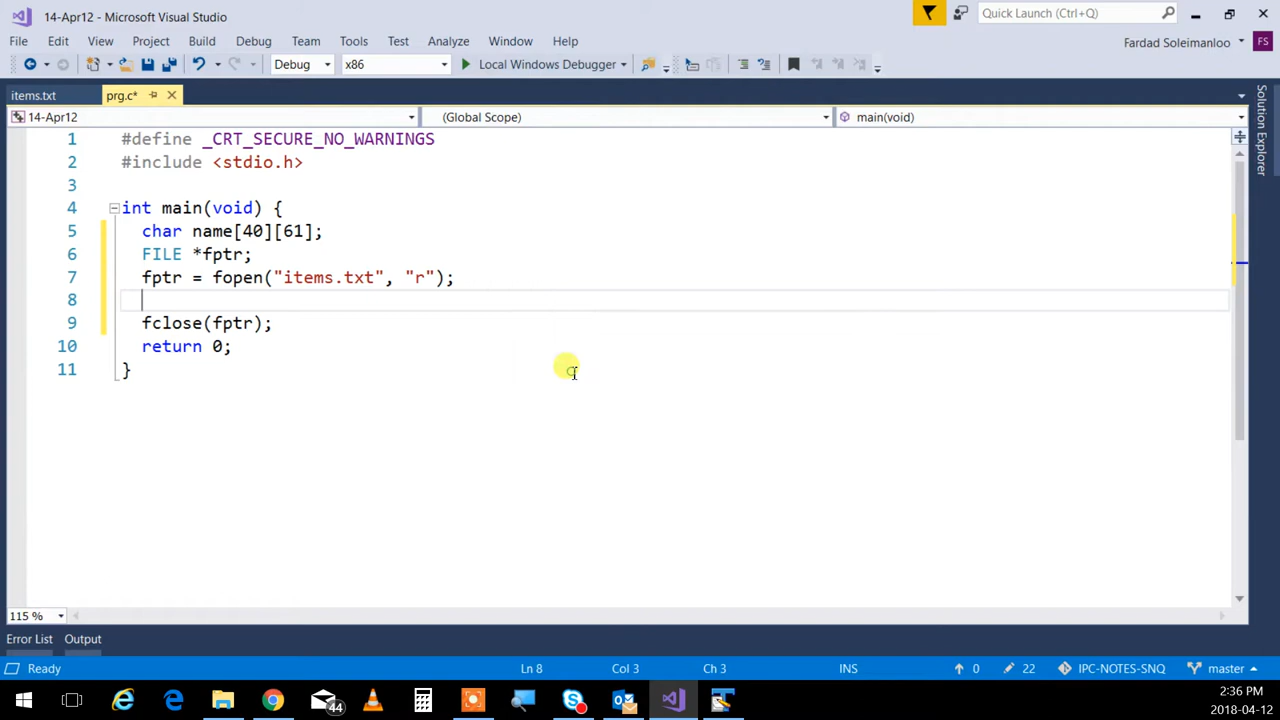 14-Apr12 - Microsoft Visual Studio
Quick Launch (Ctrl+Q)
File Edit View Project Build Debug Team Tools Test Analyze Window Help
Fardad Soleimanloo FS
Debug x86 Local Windows Debugger
items.txt prg.c*
Solution Explorer
14-Apr12 (Global Scope) main(void)
1 #define _CRT_SECURE_NO_WARNINGS
2 #include <stdio.h>
3
4 int main(void) {
5 char name[40][61];
6 FILE *fptr;
7 fptr = fopen("items.txt", "r");
8
9 fclose(fptr);
10 return 0;
11 }
115 %
Error List Output
Ready Ln 8 Col 3 Ch 3 INS 0 22 IPC-NOTES-SNQ master
44
2:36 PM
2018-04-12